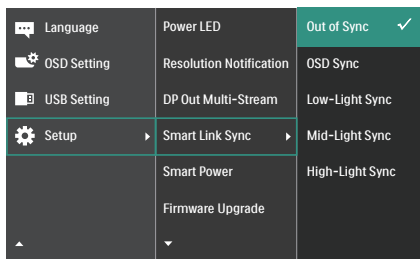 Language
OSD Setting
USB Setting
Setup
Power LED
Resolution Notification
DP Out Multi-Stream
Smart Link Sync
Smart Power
Firmware Upgrade
Out of Sync
OSD Sync
Low-Light Sync
Mid-Light Sync
High-Light Sync